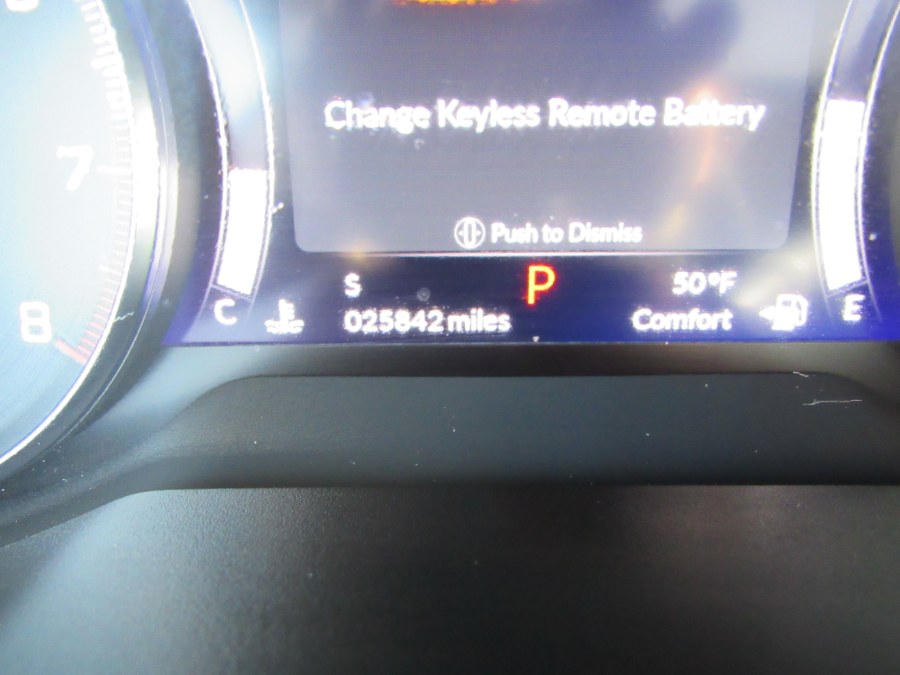 7
8
Change Keyless Remote Battery
Push to Dismiss
S P 50°F
C 025842 miles Comfort E